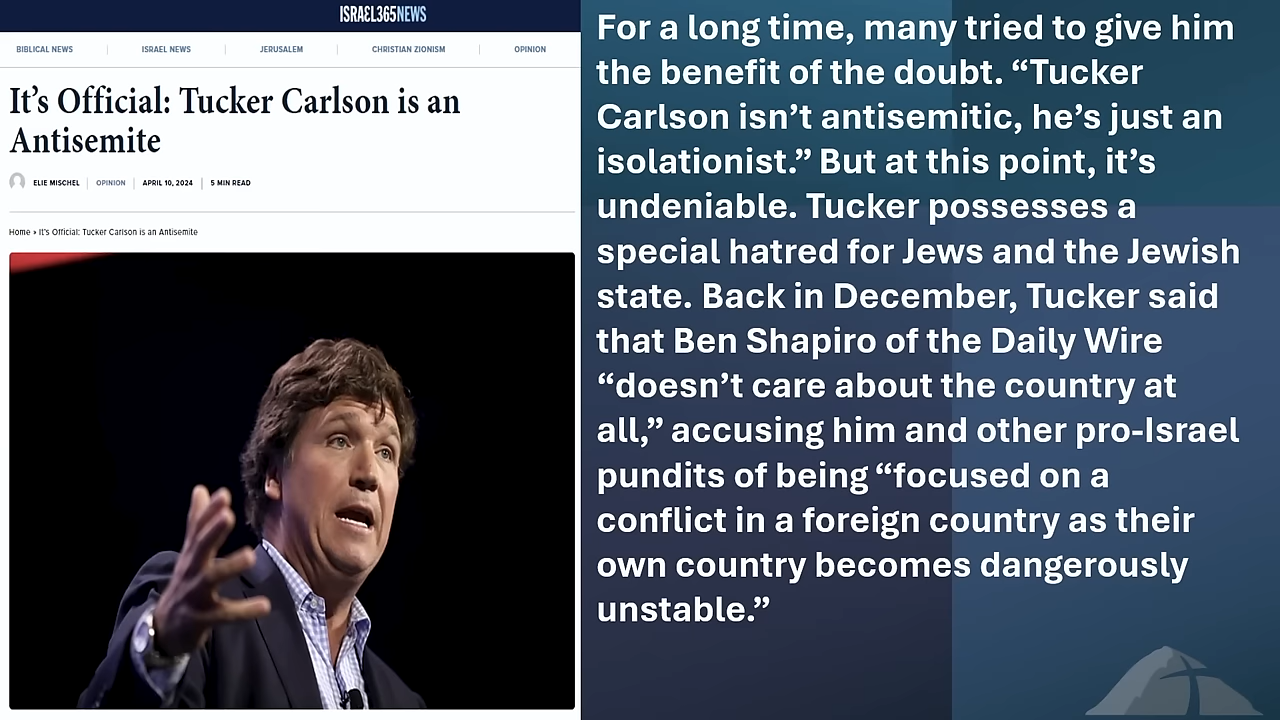 ISRAEL365NEWS
BIBLICAL NEWS
ISRAEL NEWS
JERUSALEM
CHRISTIAN ZIONISM
OPINION
It’s Official: Tucker Carlson is an
Antisemite
ELIE MISCHEL
OPINION
APRIL 10, 2024
5 MIN READ
Home › It’s Official: Tucker Carlson is an Antisemite
For a long time, many tried to give him
the benefit of the doubt. “Tucker
Carlson isn’t antisemitic, he’s just an
isolationist.” But at this point, it’s
undeniable. Tucker possesses a
special hatred for Jews and the Jewish
state. Back in December, Tucker said
that Ben Shapiro of the Daily Wire
“doesn’t care about the country at
all,” accusing him and other pro-Israel
pundits of being “focused on a
conflict in a foreign country as their
own country becomes dangerously
unstable.”